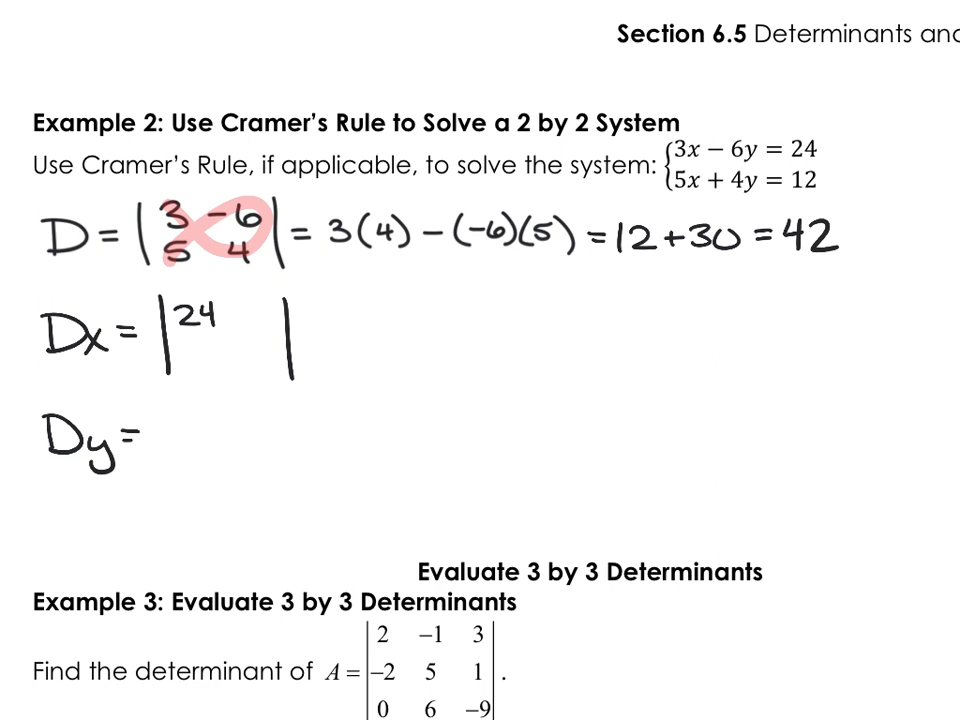 Section 6.5 Determinants and
Example 2: Use Cramer's Rule to Solve a 2 by 2 System
Use Cramer's Rule, if applicable, to solve the system: {3x − 6y = 24
5x + 4y = 12
D = | 3 −6 | = 3(4) − (−6)(5) = 12 + 30 = 42
5 4
Dx = | 24 |
Dy =
Evaluate 3 by 3 Determinants
Example 3: Evaluate 3 by 3 Determinants
2 −1 3
Find the determinant of A = |−2 5 1| .
0 6 −9